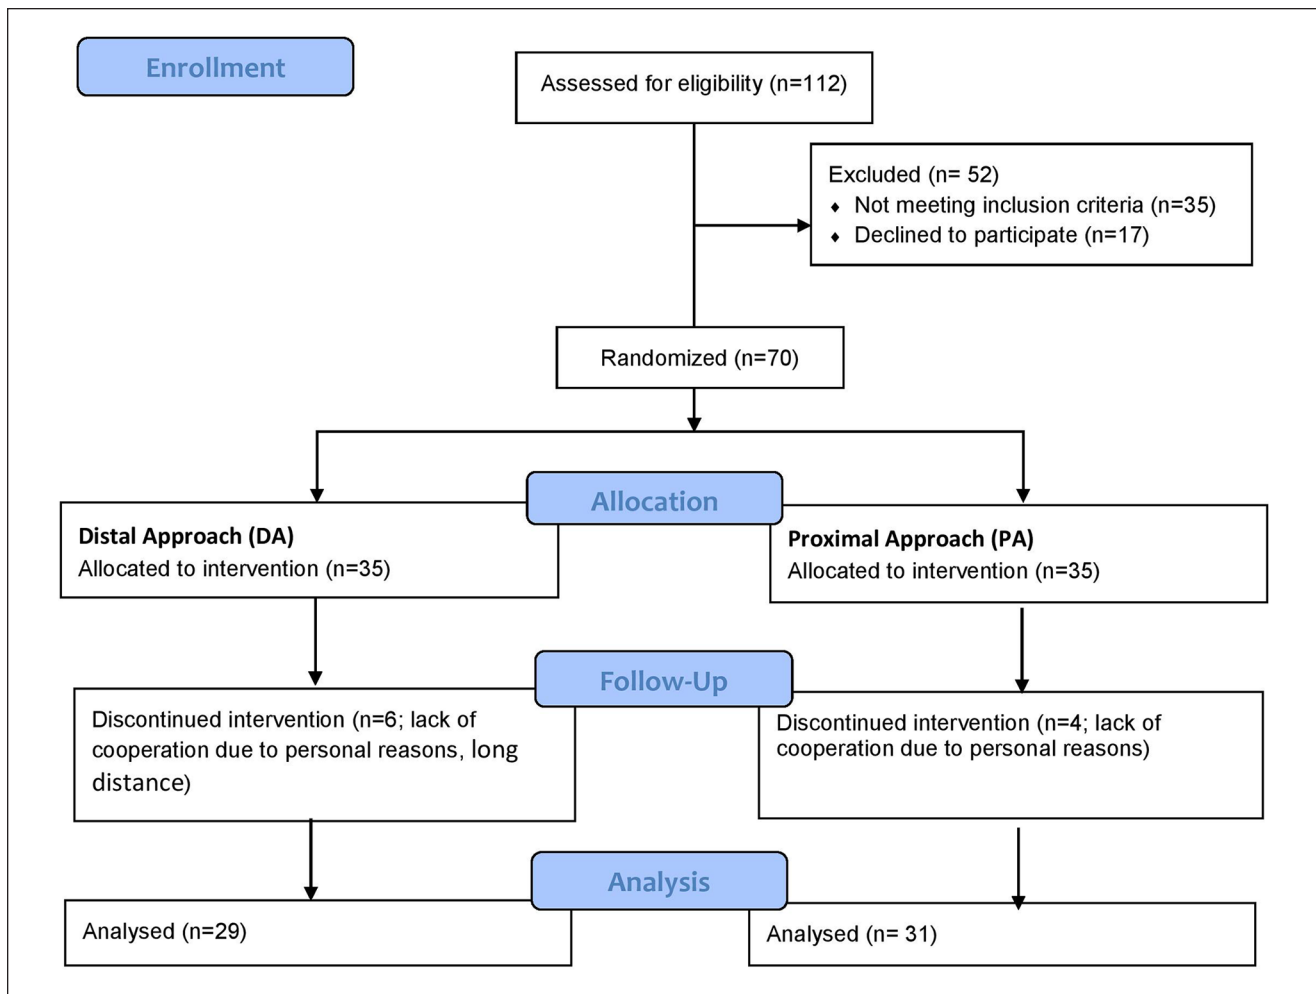 Enrollment
Assessed for eligibility (n=112)
Excluded (n= 52)
♦ Not meeting inclusion criteria (n=35)
♦ Declined to participate (n=17)
Randomized (n=70)
Allocation
Distal Approach (DA)
Allocated to intervention (n=35)
Proximal Approach (PA)
Allocated to intervention (n=35)
Follow-Up
Discontinued intervention (n=6; lack of
cooperation due to personal reasons, long
distance)
Discontinued intervention (n=4; lack of
cooperation due to personal reasons)
Analysis
Analysed (n=29)
Analysed (n= 31)